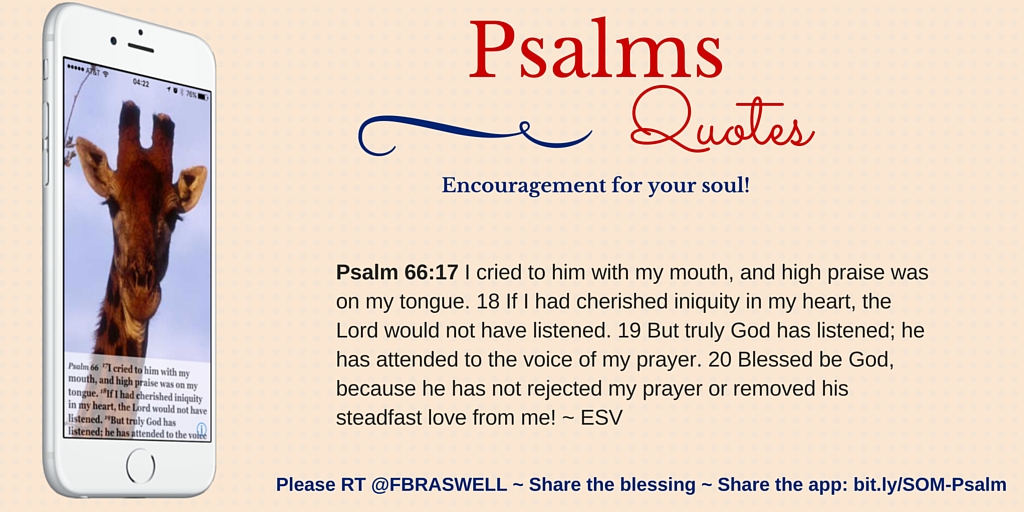 AT&T
04:22
76%
Psalm 66 ¹⁷I cried to him with my
mouth, and high praise was on my
tongue. ¹⁸If I had cherished iniquity
in my heart, the Lord would not have
listened. ¹⁹But truly God has
listened; he has attended to the voice
Psalms
Quotes
Encouragement for your soul!
Psalm 66:17 I cried to him with my mouth, and high praise was
on my tongue. 18 If I had cherished iniquity in my heart, the
Lord would not have listened. 19 But truly God has listened; he
has attended to the voice of my prayer. 20 Blessed be God,
because he has not rejected my prayer or removed his
steadfast love from me! ~ ESV
Please RT @FBRASWELL ~ Share the blessing ~ Share the app: bit.ly/SOM-Psalm